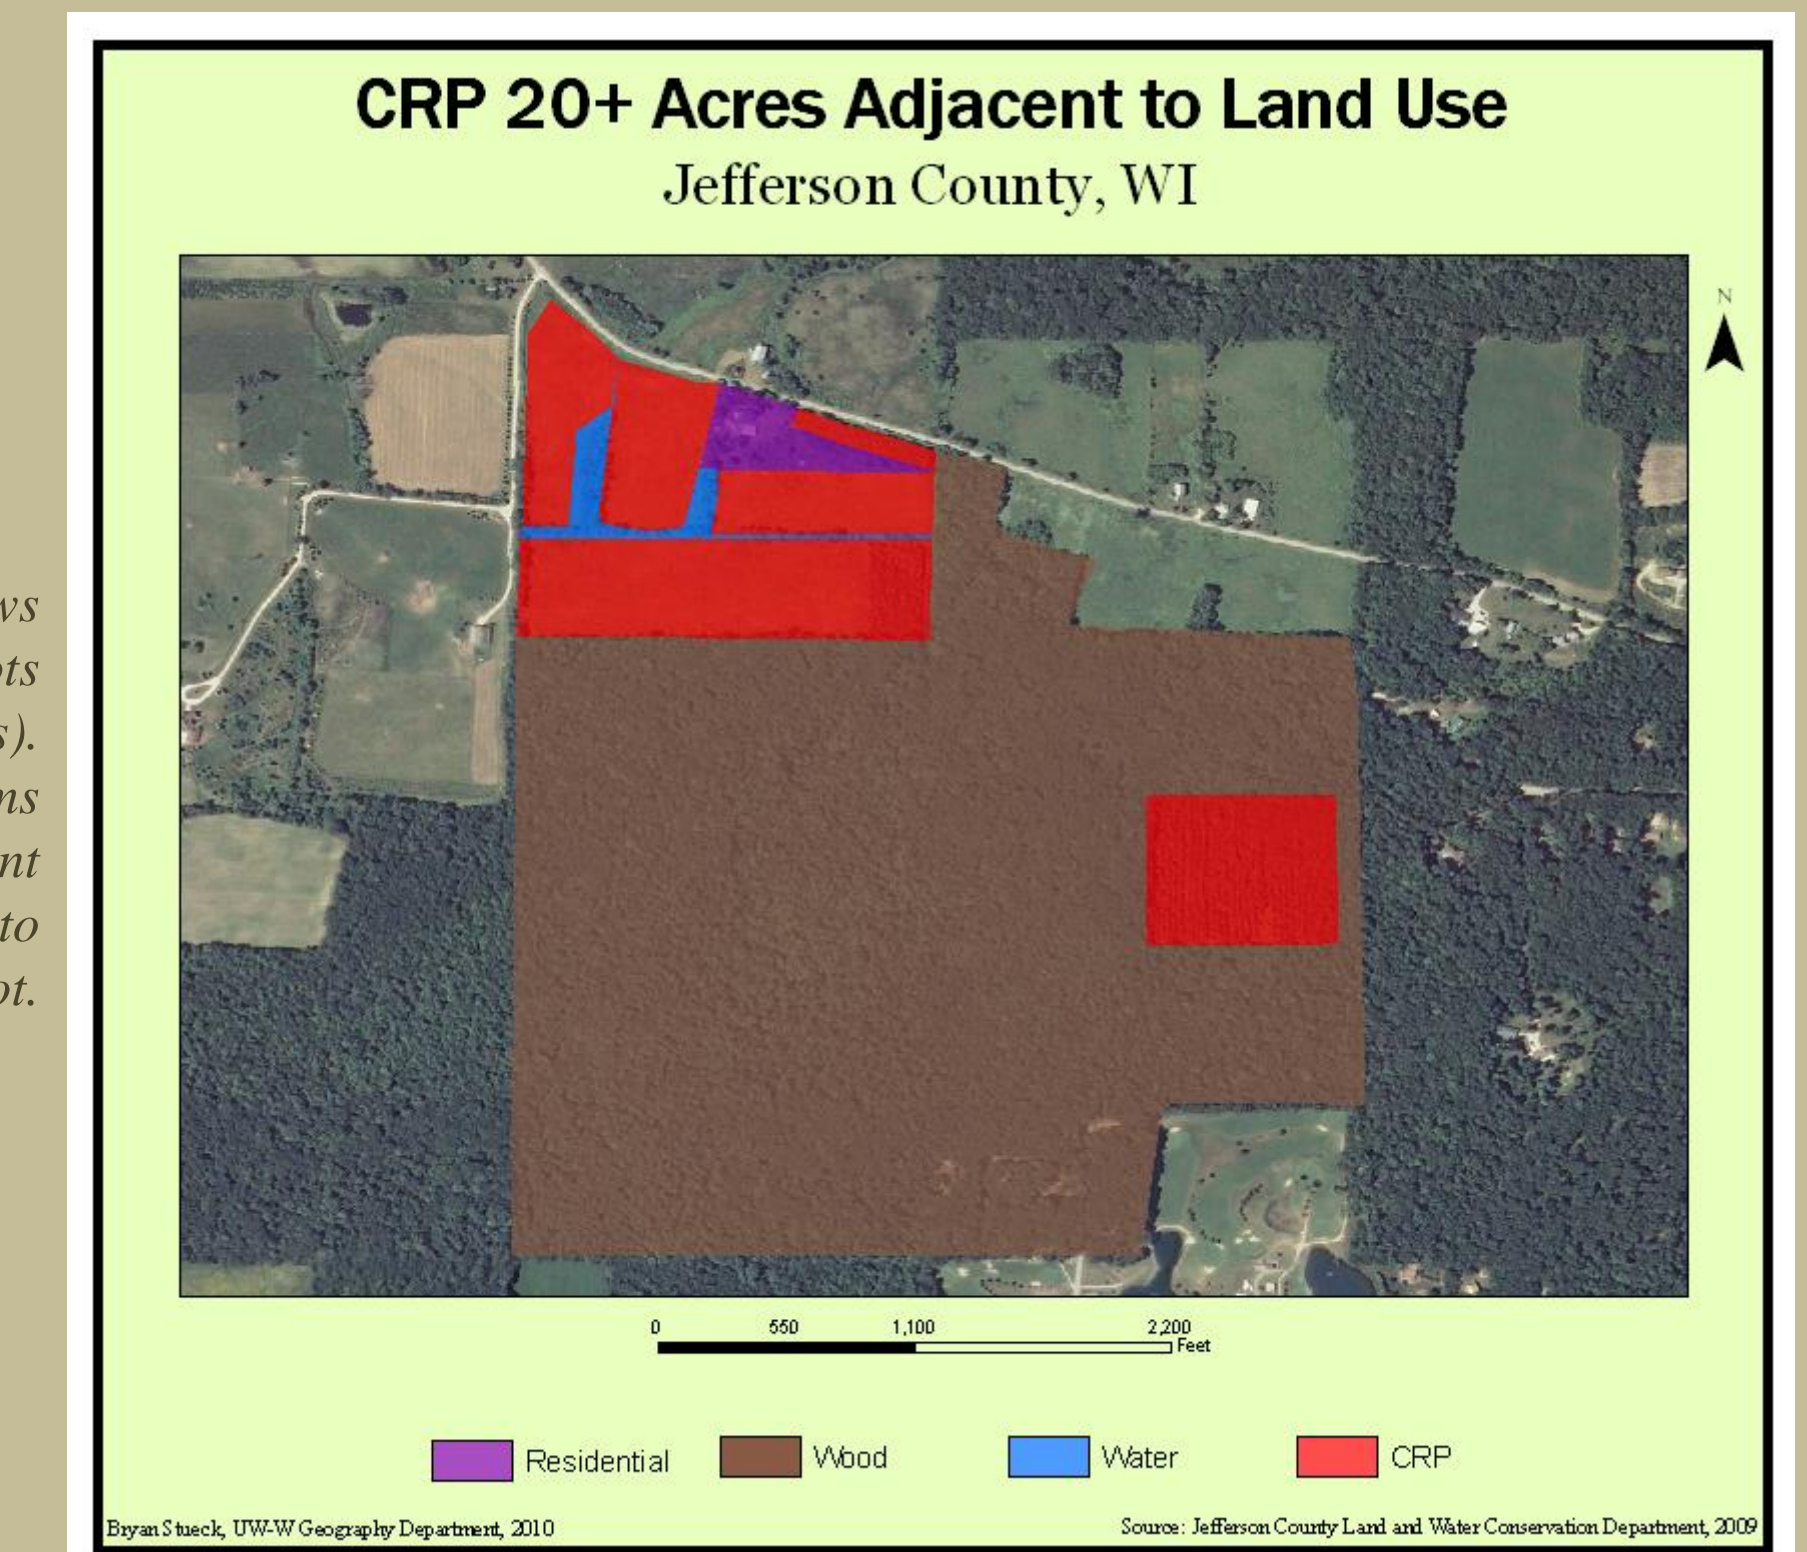 CRP 20+ Acres Adjacent to Land Use
Jefferson County, WI
N
to
0 550 1,100 2,200
Feet
Residential Wood Water CRP
Bryan Stueck, UW-W Geography Department, 2010
Source: Jefferson County Land and Water Conservation Department, 2009